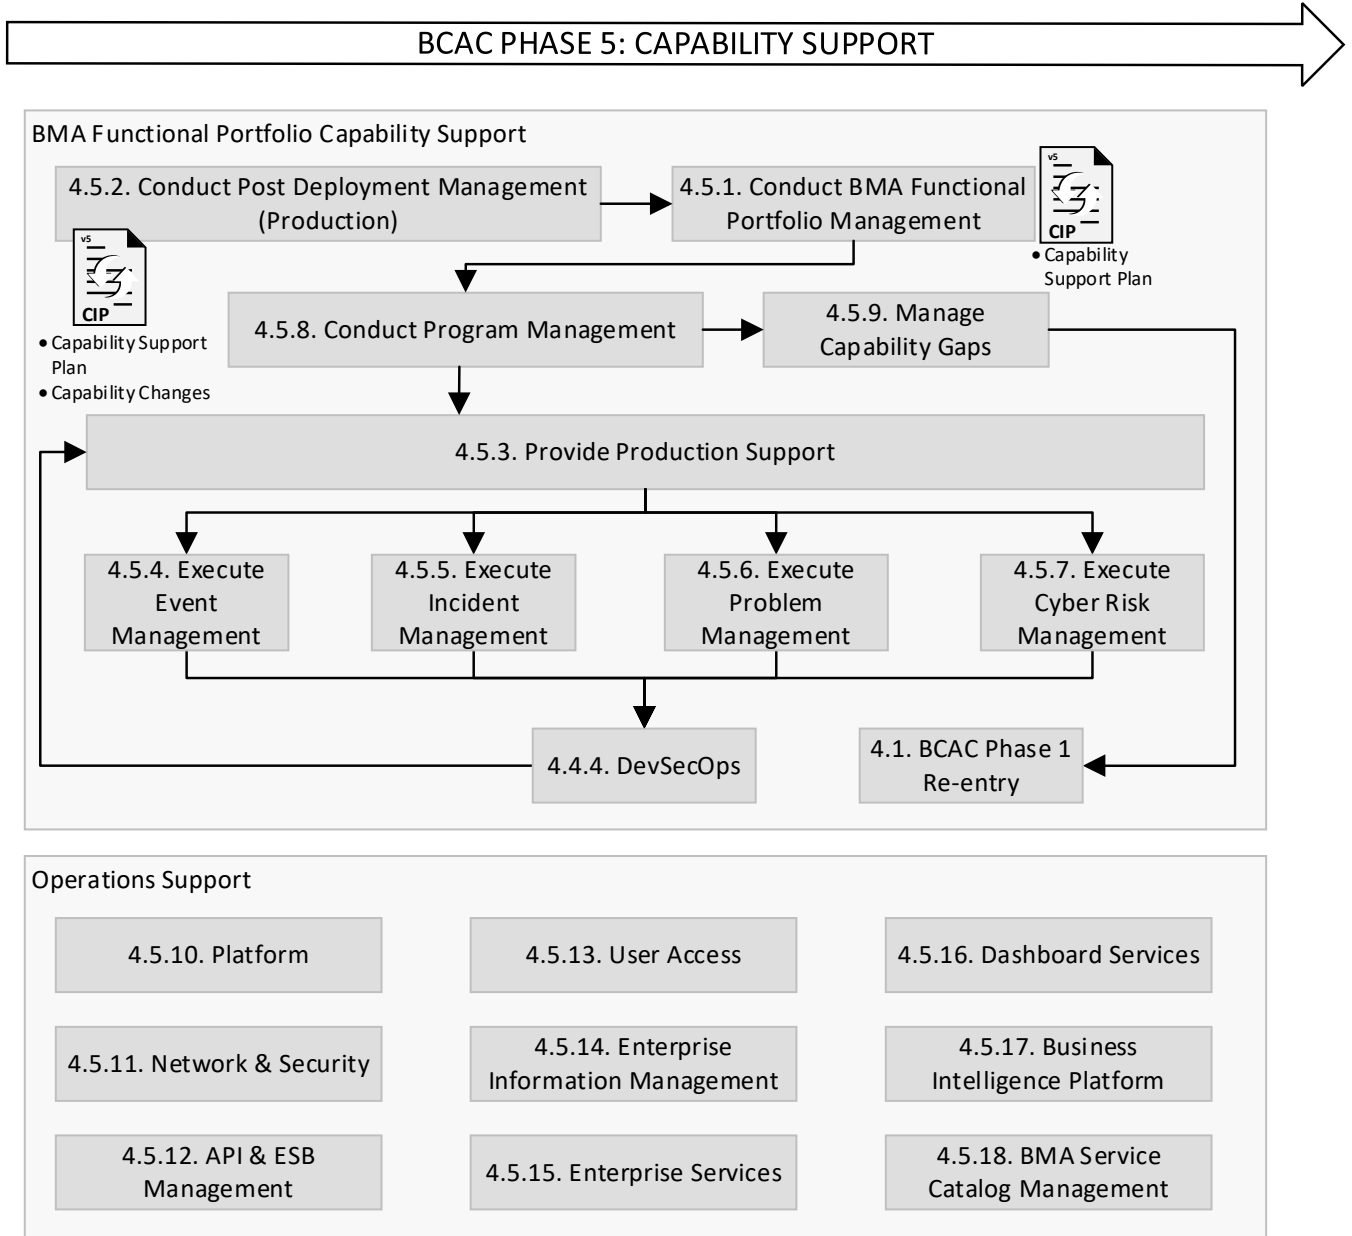 BCAC PHASE 5: CAPABILITY SUPPORT
BMA Functional Portfolio Capability Support
4.5.2. Conduct Post Deployment Management
(Production)
4.5.1. Conduct BMA Functional
Portfolio Management
v5
CIP
• Capability
Support Plan
v5
CIP
• Capability Support
Plan
• Capability Changes
4.5.8. Conduct Program Management
4.5.9. Manage
Capability Gaps
4.5.3. Provide Production Support
4.5.4. Execute
Event
Management
4.5.5. Execute
Incident
Management
4.5.6. Execute
Problem
Management
4.5.7. Execute
Cyber Risk
Management
4.4.4. DevSecOps
4.1. BCAC Phase 1
Re-entry
Operations Support
4.5.10. Platform
4.5.13. User Access
4.5.16. Dashboard Services
4.5.11. Network & Security
4.5.14. Enterprise
Information Management
4.5.17. Business
Intelligence Platform
4.5.12. API & ESB
Management
4.5.15. Enterprise Services
4.5.18. BMA Service
Catalog Management